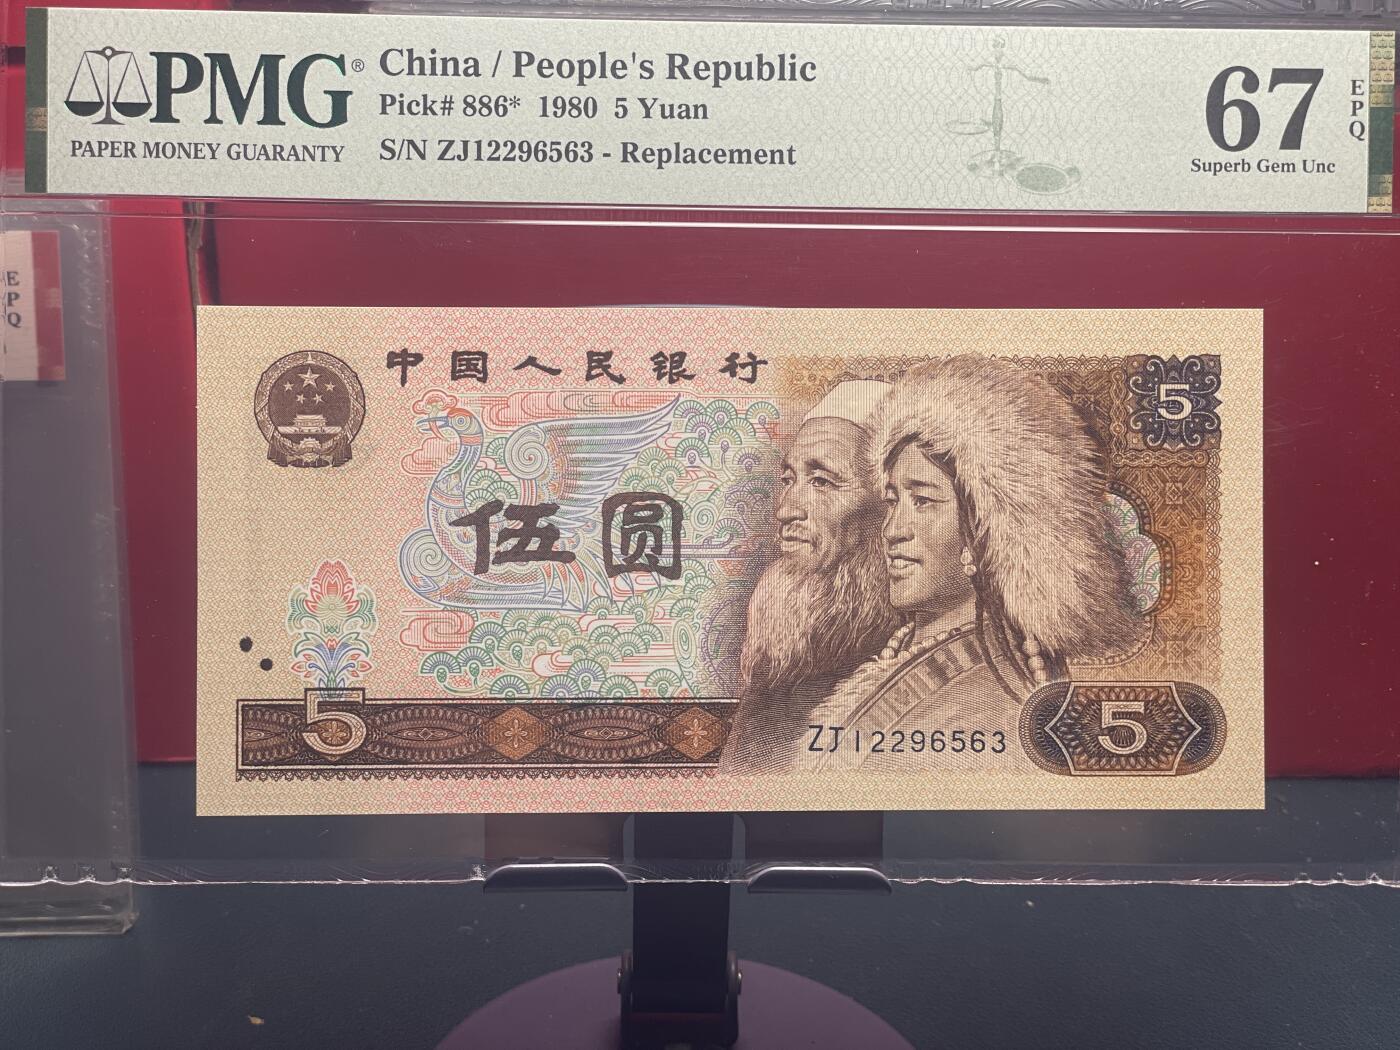 PMG®
PAPER MONEY GUARANTY
China / People's Republic
Pick# 886* 1980 5 Yuan
S/N ZJ12296563 - Replacement
67
EPQ
Superb Gem Unc
EPQ
中国人民银行
5
伍圆
5
ZJ12296563
5